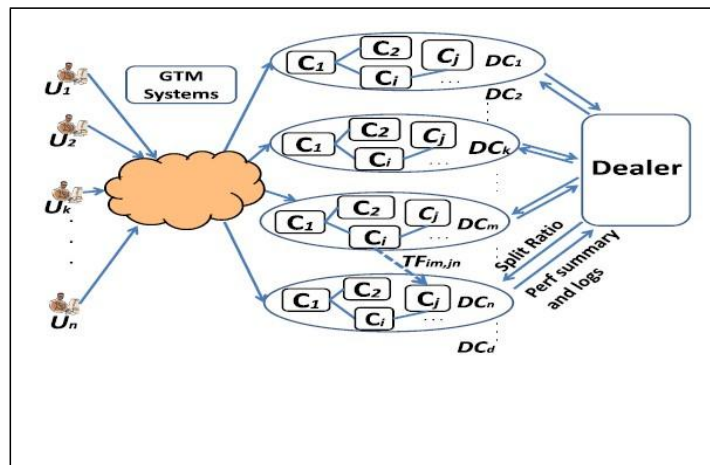 U1
U2
Uk
Un
GTM
Systems
C1 C2 Ci Cj ... DC1
DC2
C1 C2 Ci Cj ... DCk
C1 C2 Ci Cj ... DCm
TFim,jn
C1 C2 Ci Cj ... DCn
DCd
Dealer
Split Ratio
Perf summary
and logs